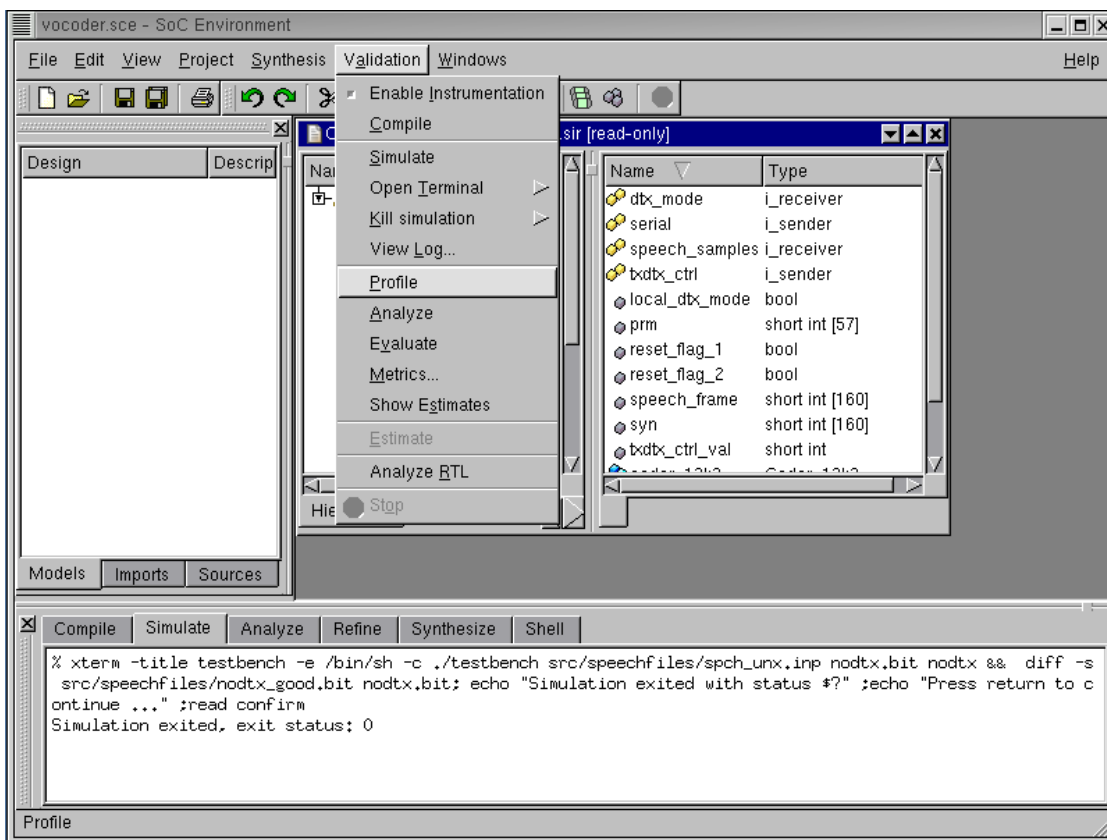 vocoder.sce - SoC Environment
File Edit View Project Synthesis Validation Windows Help
Enable Instrumentation
Compile
Simulate
Open Terminal
Kill simulation
View Log...
Profile
Analyze
Evaluate
Metrics...
Show Estimates
Estimate
Analyze RTL
Stop
Design Descrip
Models Imports Sources
.sir [read-only]
Name Type
dtx_mode i_receiver
serial i_sender
speech_samples i_receiver
txdtx_ctrl i_sender
local_dtx_mode bool
prm short int [57]
reset_flag_1 bool
reset_flag_2 bool
speech_frame short int [160]
syn short int [160]
txdtx_ctrl_val short int
Compile Simulate Analyze Refine Synthesize Shell
% xterm -title testbench -e /bin/sh -c ./testbench src/speechfiles/spch_unx.inp nodtx.bit nodtx && diff -s
src/speechfiles/nodtx_good.bit nodtx.bit; echo "Simulation exited with status $?" ;echo "Press return to c
ontinue ..." ;read confirm
Simulation exited, exit status: 0
Profile